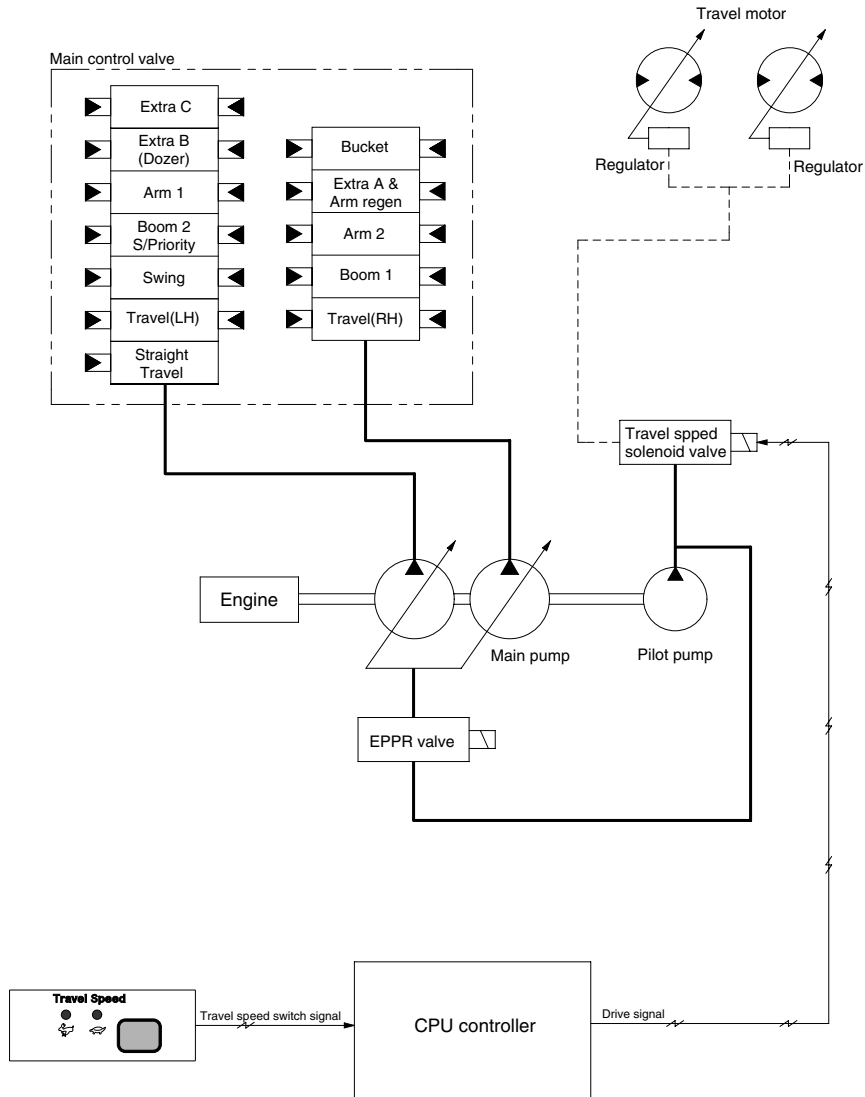 Travel motor
Main control valve
Extra C
Extra B
(Dozer)
Arm 1
Boom 2
S/Priority
Swing
Travel(LH)
Straight
Travel
Bucket
Extra A &
Arm regen
Arm 2
Boom 1
Travel(RH)
Regulator
Regulator
Travel spped
solenoid valve
Engine
Main pump
Pilot pump
EPPR valve
Travel Speed
Travel speed switch signal
CPU controller
Drive signal